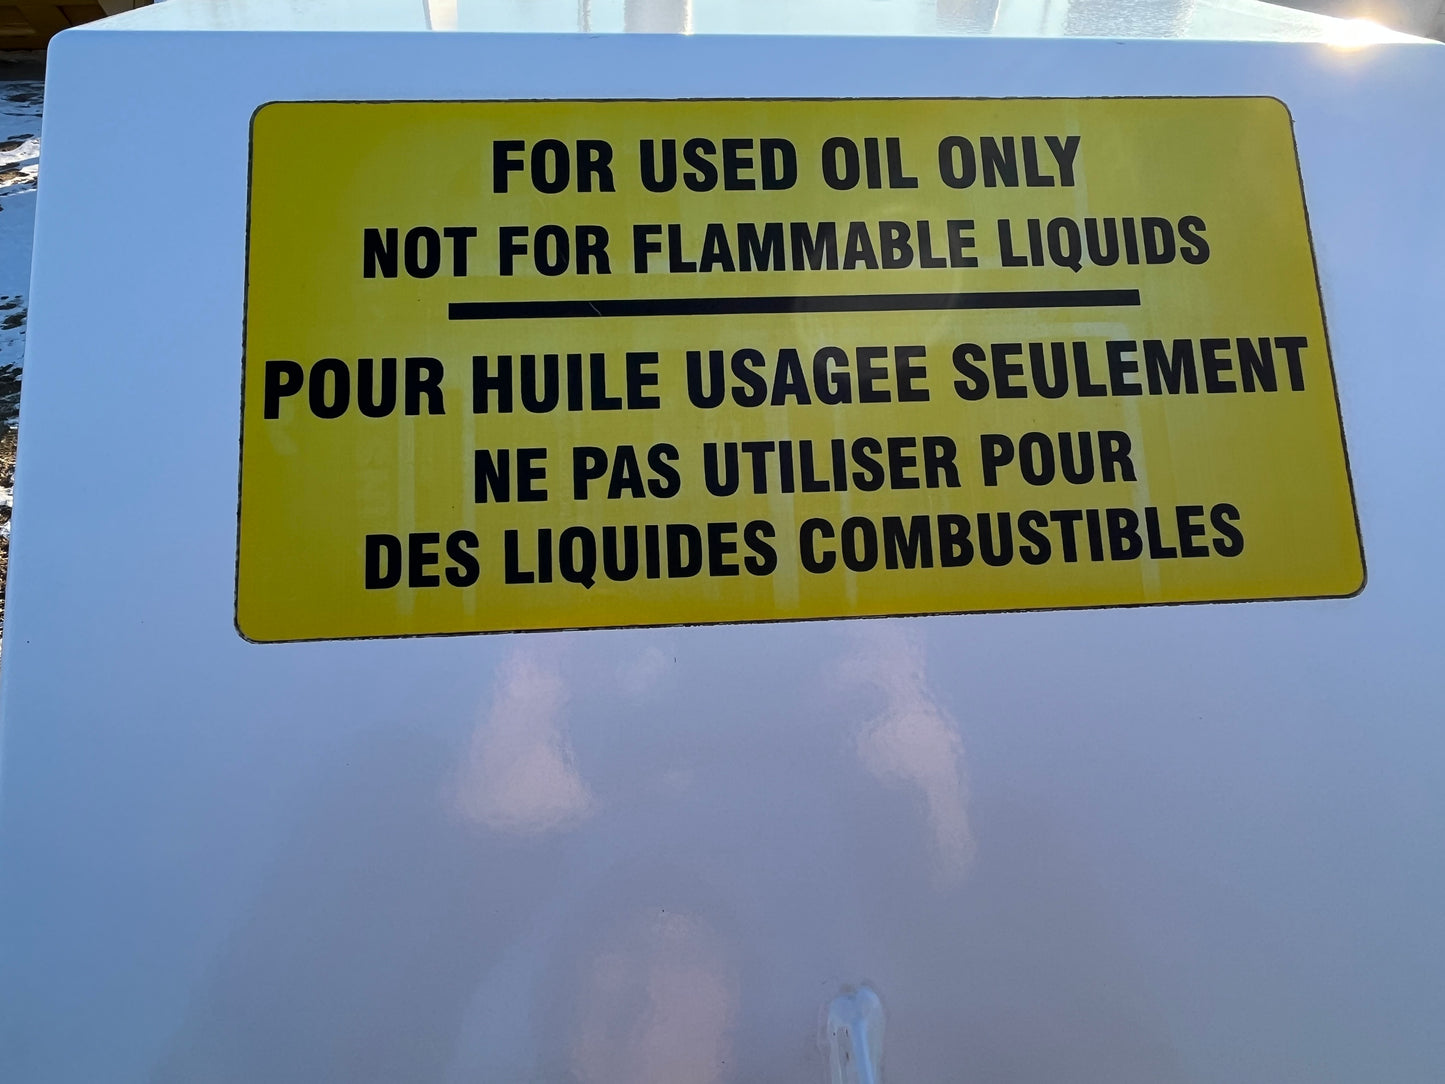 FOR USED OIL ONLY
NOT FOR FLAMMABLE LIQUIDS
POUR HUILE USAGEE SEULEMENT
NE PAS UTILISER POUR
DES LIQUIDES COMBUSTIBLES